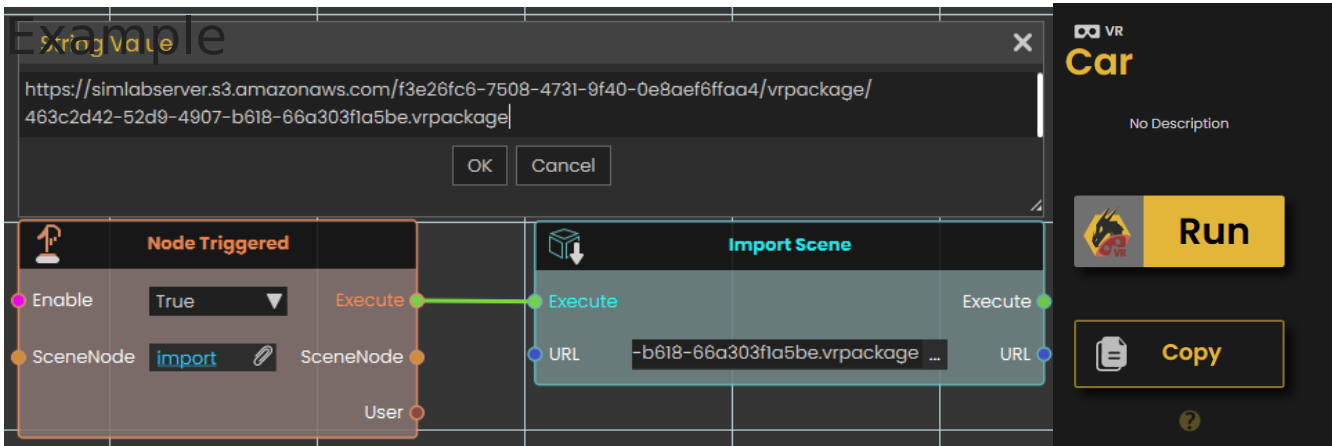 Example
String Value
https://simlabserver.s3.amazonaws.com/f3e26fc6-7508-4731-9f40-0e8aef6ffaa4/vrpackage/
463c2d42-52d9-4907-b618-66a303f1a5be.vrpackage
OK Cancel
Node Triggered
Enable True Execute
SceneNode import SceneNode
User
Import Scene
Execute Execute
URL -b618-66a303f1a5be.vrpackage ... URL
VR
Car
No Description
VR
Run
Copy
?